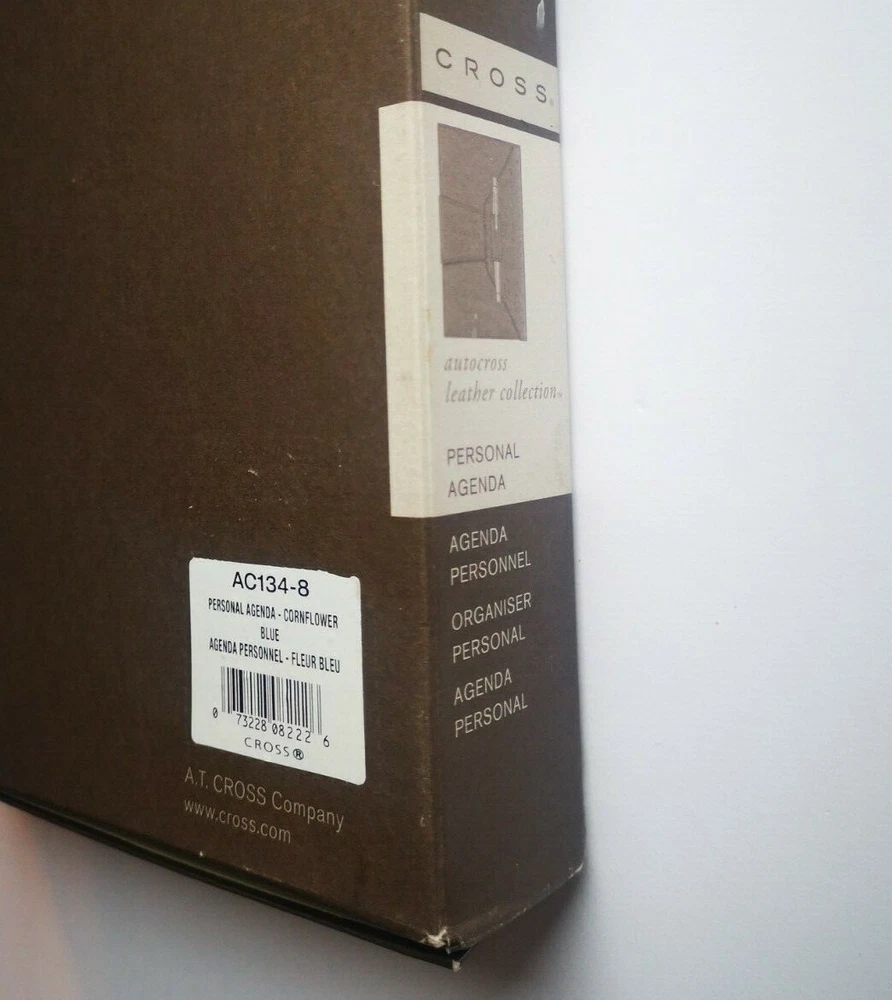 CROSS®
autocross
leather collection™
PERSONAL
AGENDA
AGENDA
PERSONNEL
ORGANISER
PERSONAL
AGENDA
PERSONAL
AC134-8
PERSONAL AGENDA - CORNFLOWER
BLUE
AGENDA PERSONNEL - FLEUR BLEU
0 73228 08222 6
CROSS®
A.T. CROSS Company
www.cross.com